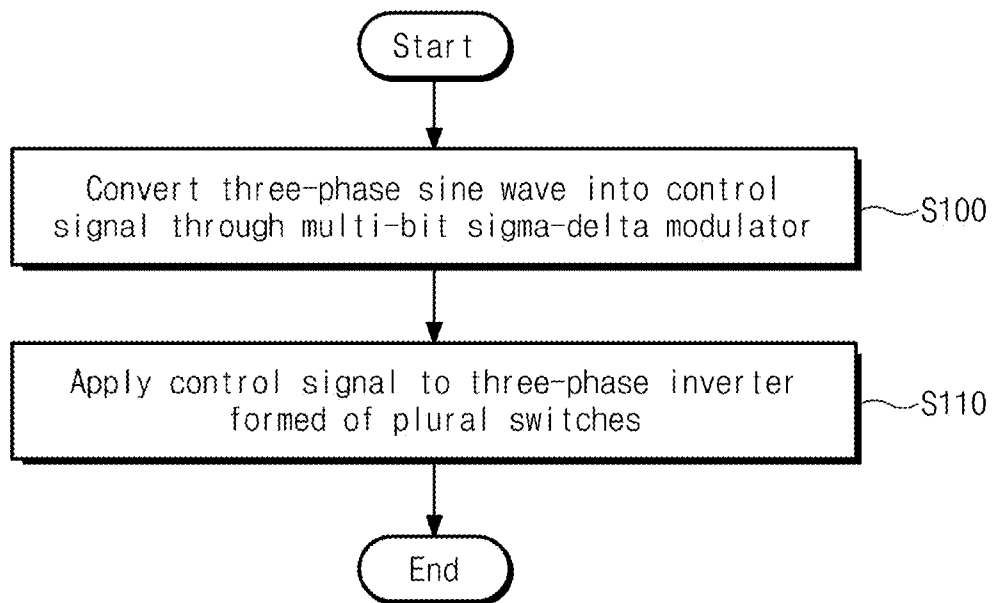 Start
Convert three-phase sine wave into control
signal through multi-bit sigma-delta modulator
S100
Apply control signal to three-phase inverter
formed of plural switches
S110
End